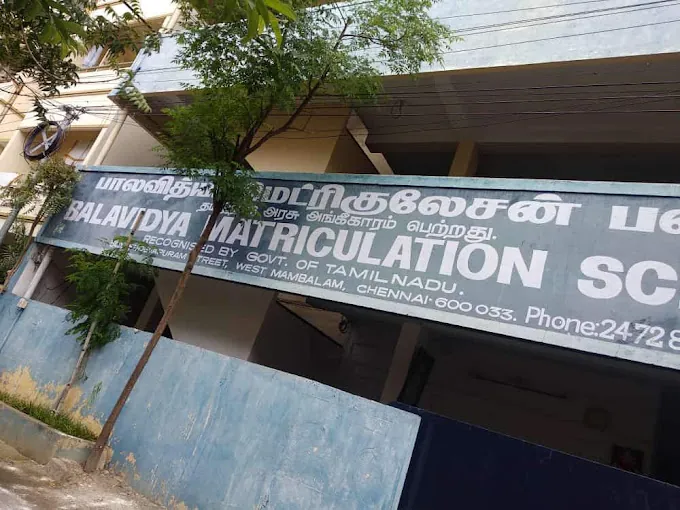 பாலவித்யா மெட்ரிகுலேசன் பள
அரசு அங்கீகாரம் பெற்றது.
BALAVIDYA MATRICULATION SC
RECOGNISED BY GOVT. OF TAMILNADU.
STREET, WEST MAMBALAM, CHENNAI-600 033. Phone:2472